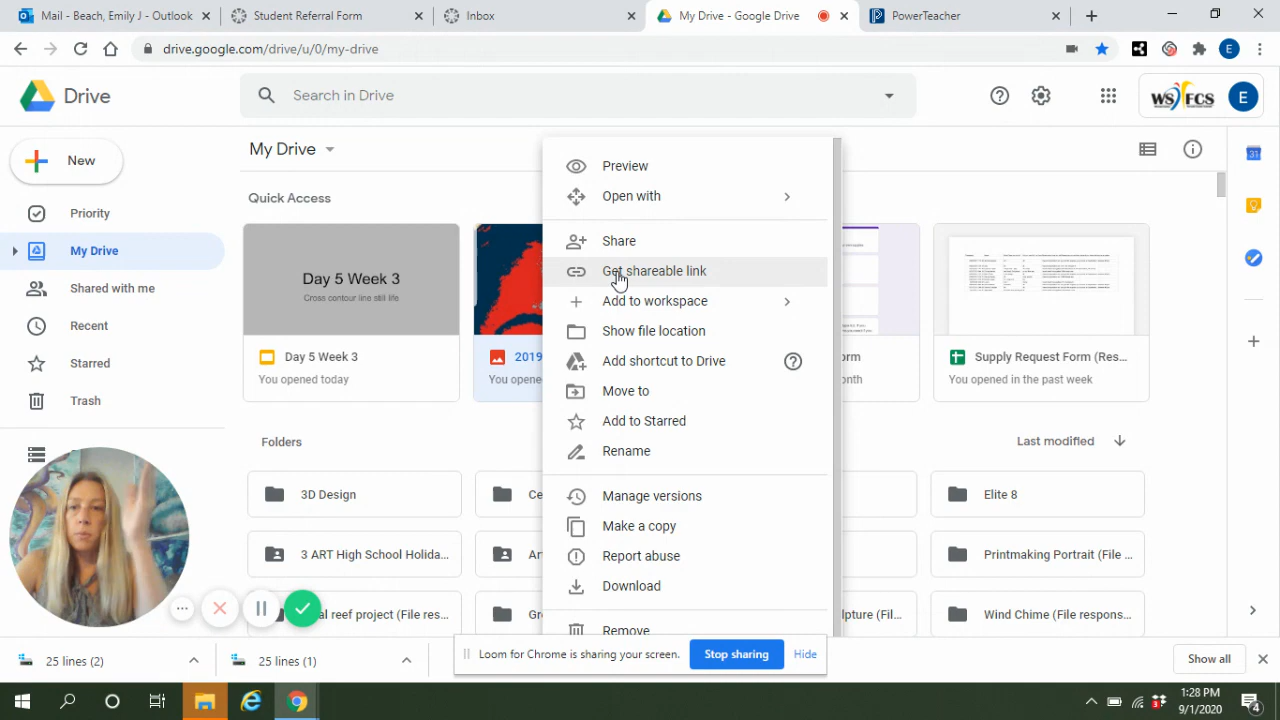 Mail - Beach, Emily J - Outlook
Student Referral Form
Inbox
My Drive - Google Drive
PowerTeacher
drive.google.com/drive/u/0/my-drive
E
Drive
Search in Drive
WS/FCS
E
New
My Drive
Preview
Open with
Priority
Quick Access
Share
My Drive
Day 5 Week 3
Cross contour line still life
Get shareable link
31
Shared with me
Add to workspace
Recent
Show file location
Day 5 Week 3
2019
orm
Supply Request Form (Res...
Starred
Add shortcut to Drive
You opened today
You opene
onth
You opened in the past week
Trash
Move to
Add to Starred
Folders
Last modified
Rename
3D Design
Ce
Manage versions
Elite 8
Make a copy
3 ART High School Holida...
Ar
Report abuse
Printmaking Portrait (File ...
Download
al reef project (File res...
Gr
lpture (Fil...
Wind Chime (File respons...
Remove
25 lines (2)
25 lines (1)
Loom for Chrome is sharing your screen.
Stop sharing
Hide
Show all
1:28 PM
9/1/2020
3
4